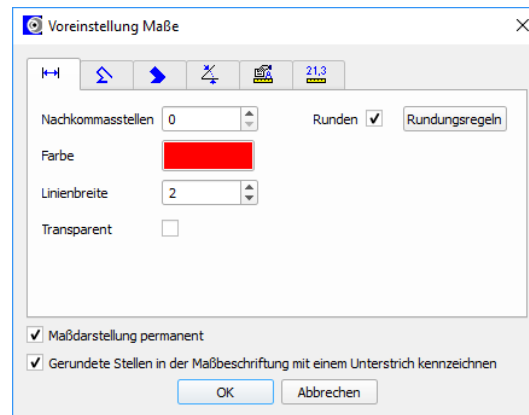 Voreinstellung Maße
21,3
Nachkommasstellen 0 Runden Rundungsregeln
Farbe
Linienbreite 2
Transparent
Maßdarstellung permanent
Gerundete Stellen in der Maßbeschriftung mit einem Unterstrich kennzeichnen
OK Abbrechen